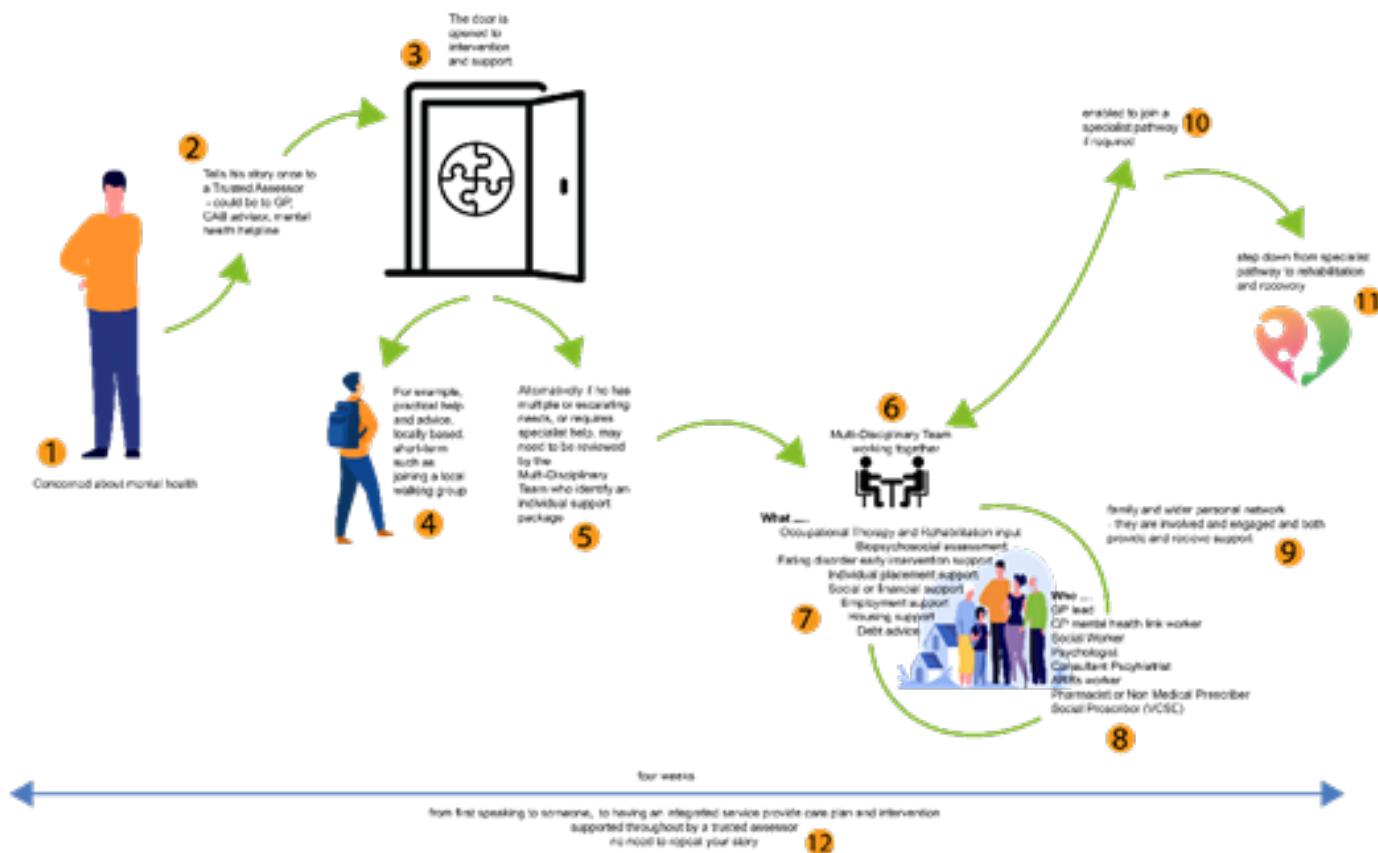 3
The door is
opened to
intervention
and support
2
Tells his story once to
a Trusted Assessor
- could be to GP,
CAB advisor, mental
health helpline
1
Concerned about mental health
For example,
practical help
and advice,
locally based,
short-term
such as
joining a local
walking group
4
Alternatively if he has
multiple or escalating
needs, or requires
specialist help, may
need to be reviewed
by the
Multi-Disciplinary
Team who identify an
individual support
package
5
6
Multi-Disciplinary Team
working together
What ....
Occupational Therapy and Rehabilitation input
Biopsychosocial assessment
Eating disorder early intervention support
Individual placement support
Social or financial support
Employment support
Housing support
Debt advice
7
Who ....
GP lead
GP mental health link worker
Social Worker
Psychologist
Consultant
ARRs worker
Pharmacist or Non Medical Prescriber
Social Prescriber (VCSE)
8
family and wider personal network
- they are involved and engaged and both
provide and recieve support
9
enabled to join a
specialist pathway
if required
10
step down from specialist
pathway to rehabilitation
and recovery
11
four weeks
from first speaking to someone, to having an integrated service provide care plan and intervention
supported throughout by a trusted assessor
no need to repeat your story
12